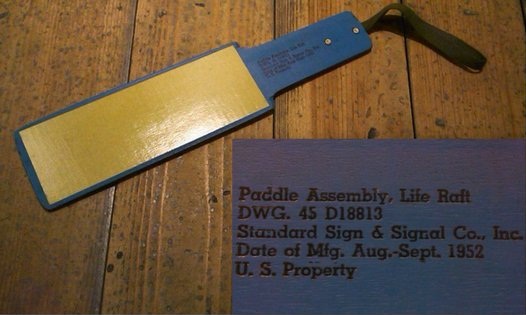 Paddle Assembly, Life Raft
DWG. 45 D18813
Standard Sign & Signal Co., Inc.
Date of Mfg. Aug.-Sept. 1952
U. S. Property